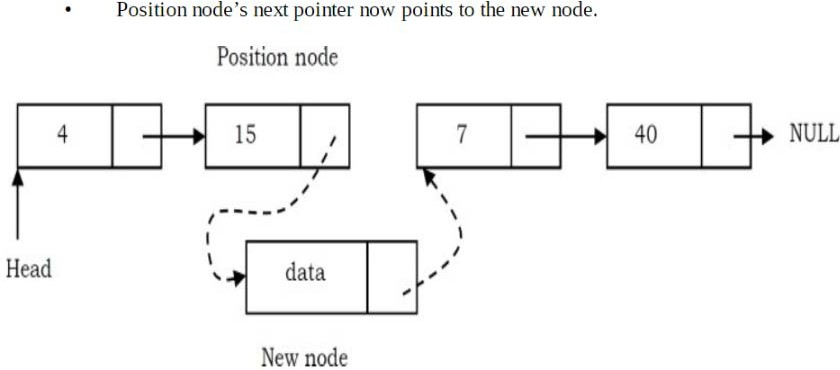 • Position node’s next pointer now points to the new node.
Position node
4 15 7 40 NULL
Head
data
New node